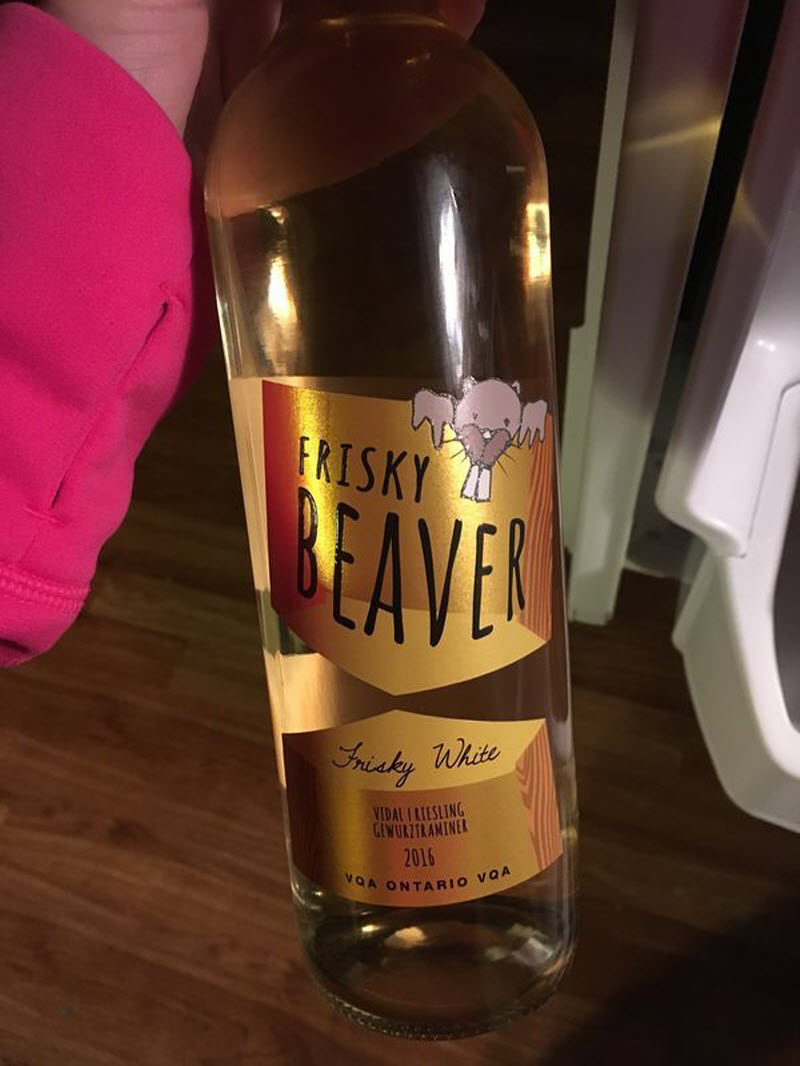 FRISKY
BEAVER
Frisky White
VIDAL | RIESLING
GEWURZTRAMINER
2016
VQA ONTARIO VQA